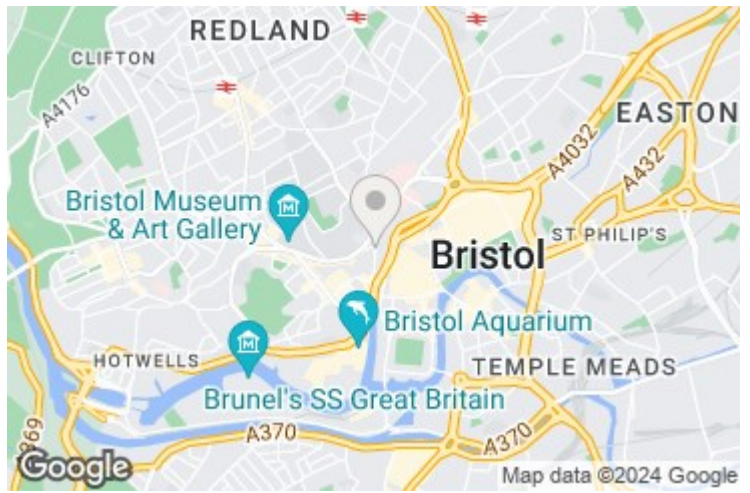 REDLAND
CLIFTON
A4176
EASTON
A4032
A432
Bristol Museum
& Art Gallery
ST PHILIP'S
Bristol
Bristol Aquarium
HOTWELLS
TEMPLE MEADS
Brunel's SS Great Britain
A370
A370
369
Google
Map data ©2024 Google